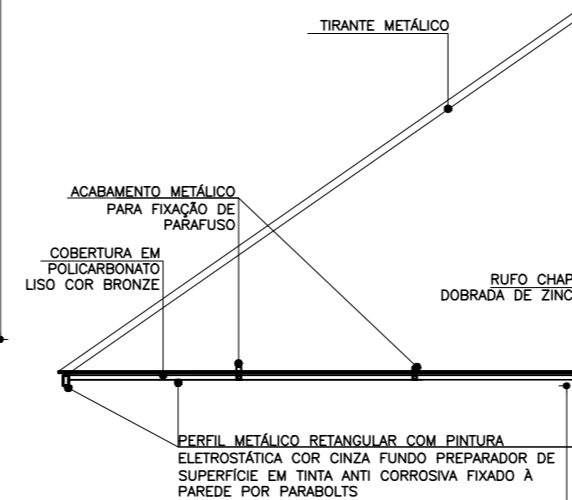 TIRANTE METÁLICO
ACABAMENTO METÁLICO
PARA FIXAÇÃO DE
PARAFUSO
COBERTURA EM
POLICARBONATO
LISO COR BRONZE
RUFO CHAP
DOBRADA DE ZINC
PERFIL METÁLICO RETANGULAR COM PINTURA
ELETROSTÁTICA COR CINZA FUNDO PREPARADOR DE
SUPERFÍCIE EM TINTA ANTI CORROSIVA FIXADO À
PAREDE POR PARABOLTS